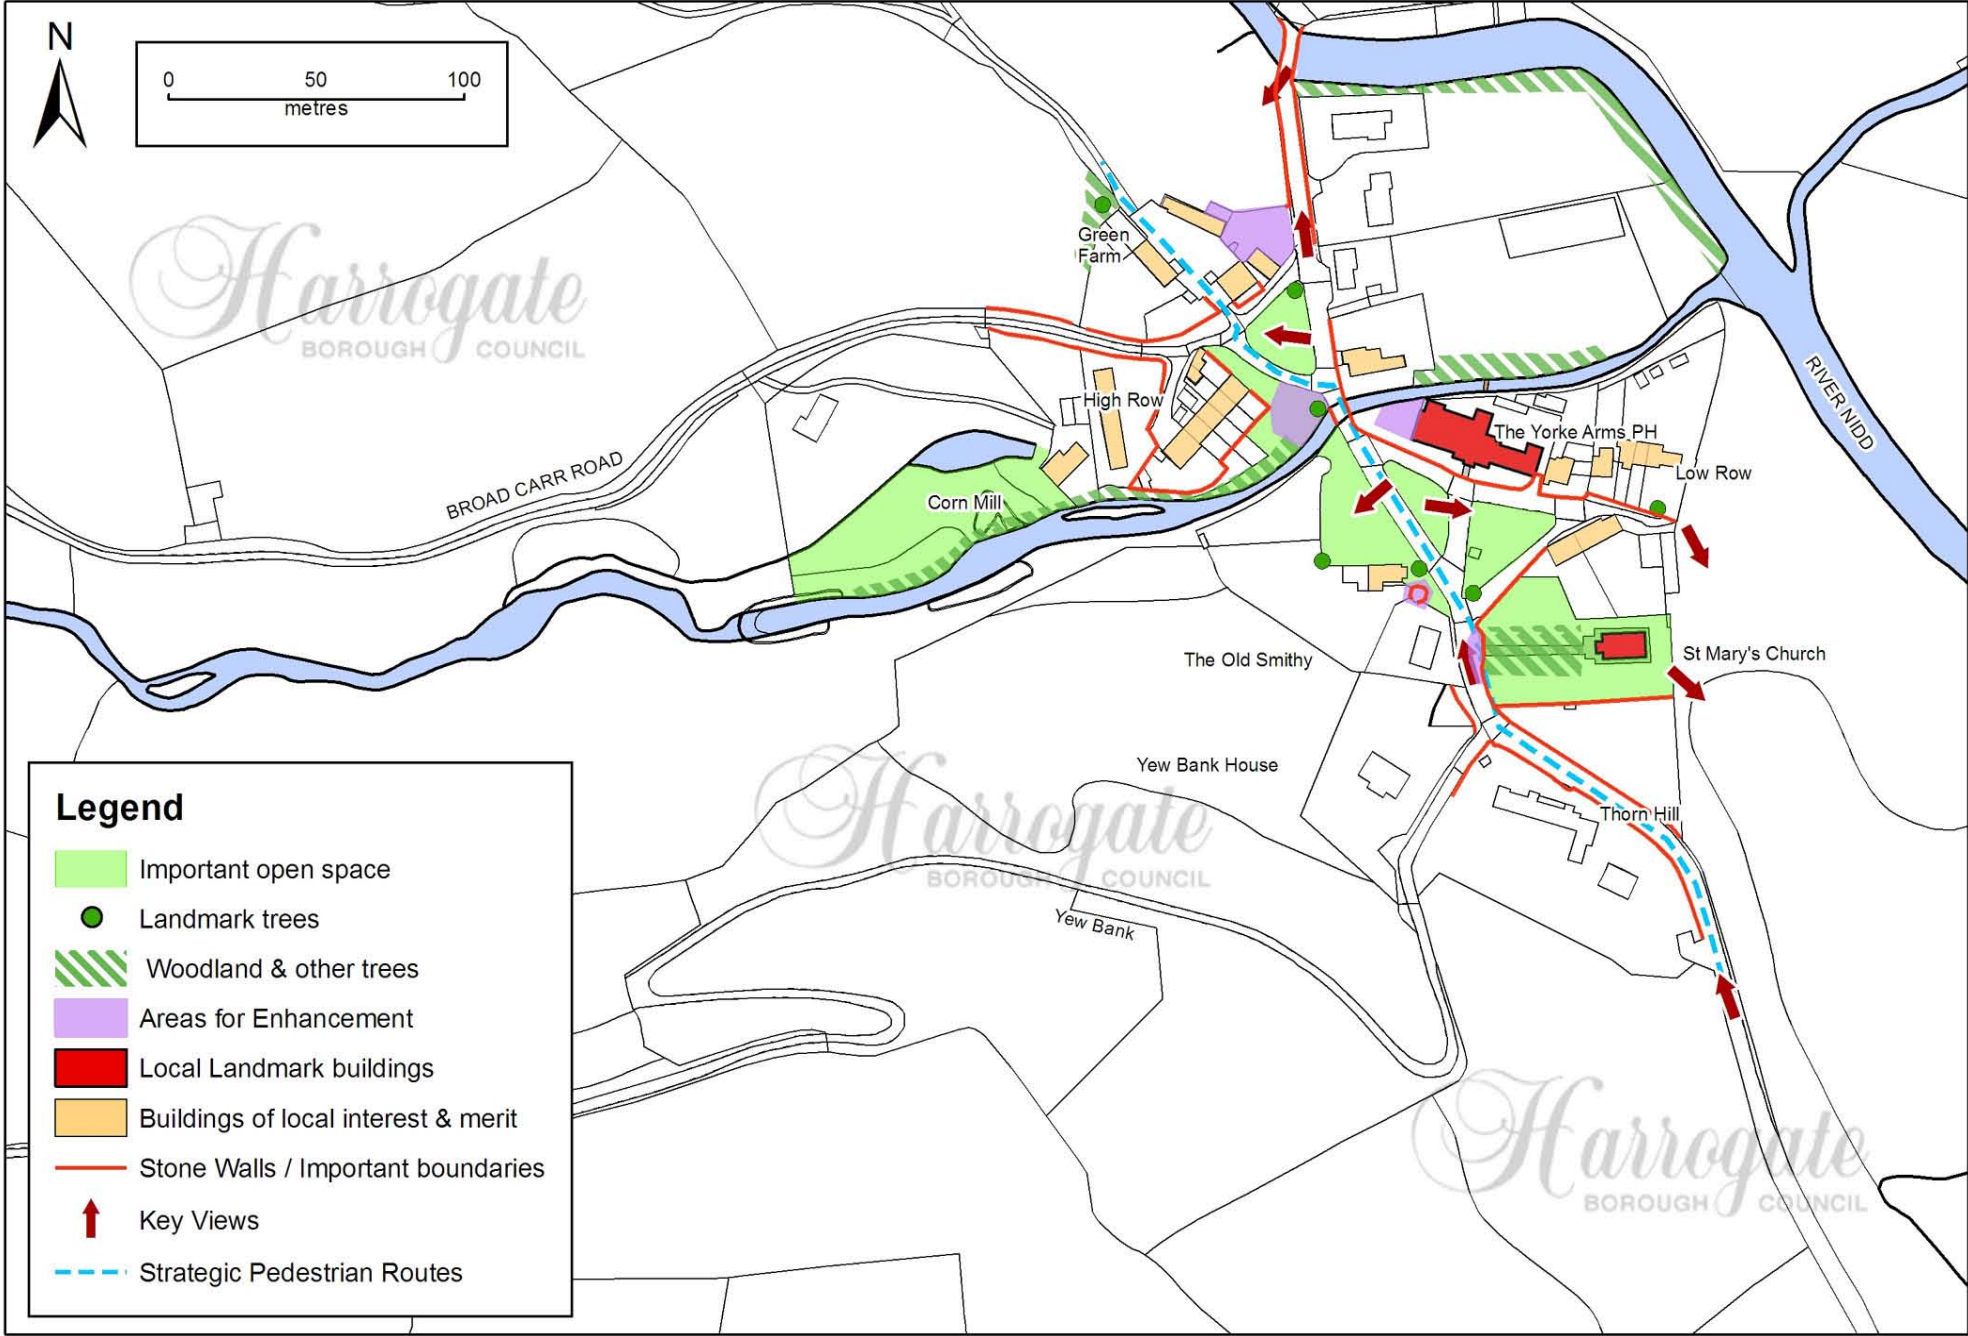 N
0 50 100
metres
Harrogate
BOROUGH COUNCIL
Green
Farm
High Row
BROAD CARR ROAD
Corn Mill
The Yorke Arms PH
Low Row
RIVER NIDD
The Old Smithy
St Mary's Church
Yew Bank House
Harrogate
BOROUGH COUNCIL
Thorn Hill
Yew Bank
Harrogate
BOROUGH COUNCIL
Legend
Important open space
Landmark trees
Woodland & other trees
Areas for Enhancement
Local Landmark buildings
Buildings of local interest & merit
Stone Walls / Important boundaries
Key Views
Strategic Pedestrian Routes